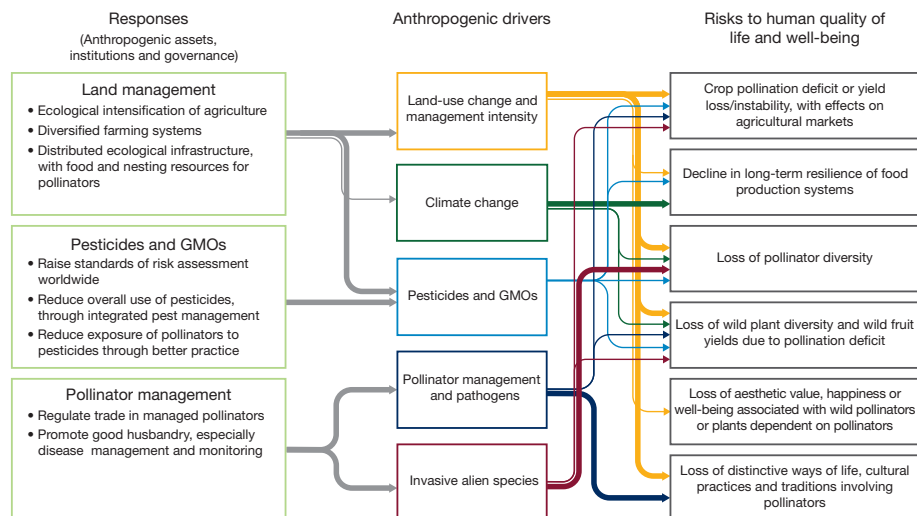 Responses
(Anthropogenic assets,
institutions and governance)
Land management
• Ecological intensification of agriculture
• Diversified farming systems
• Distributed ecological infrastructure,
with food and nesting resources for
pollinators
Pesticides and GMOs
• Raise standards of risk assessment
worldwide
• Reduce overall use of pesticides,
through integrated pest management
• Reduce exposure of pollinators to
pesticides through better practice
Pollinator management
• Regulate trade in managed pollinators
• Promote good husbandry, especially
disease management and monitoring
Anthropogenic drivers
Land-use change and
management intensity
Climate change
Pesticides and GMOs
Pollinator management
and pathogens
Invasive alien species
Risks to human quality of
life and well-being
Crop pollination deficit or yield
loss/instability, with effects on
agricultural markets
Decline in long-term resilience of food
production systems
Loss of pollinator diversity
Loss of wild plant diversity and wild fruit
yields due to pollination deficit
Loss of aesthetic value, happiness or
well-being associated with wild pollinators
or plants dependent on pollinators
Loss of distinctive ways of life, cultural
practices and traditions involving
pollinators